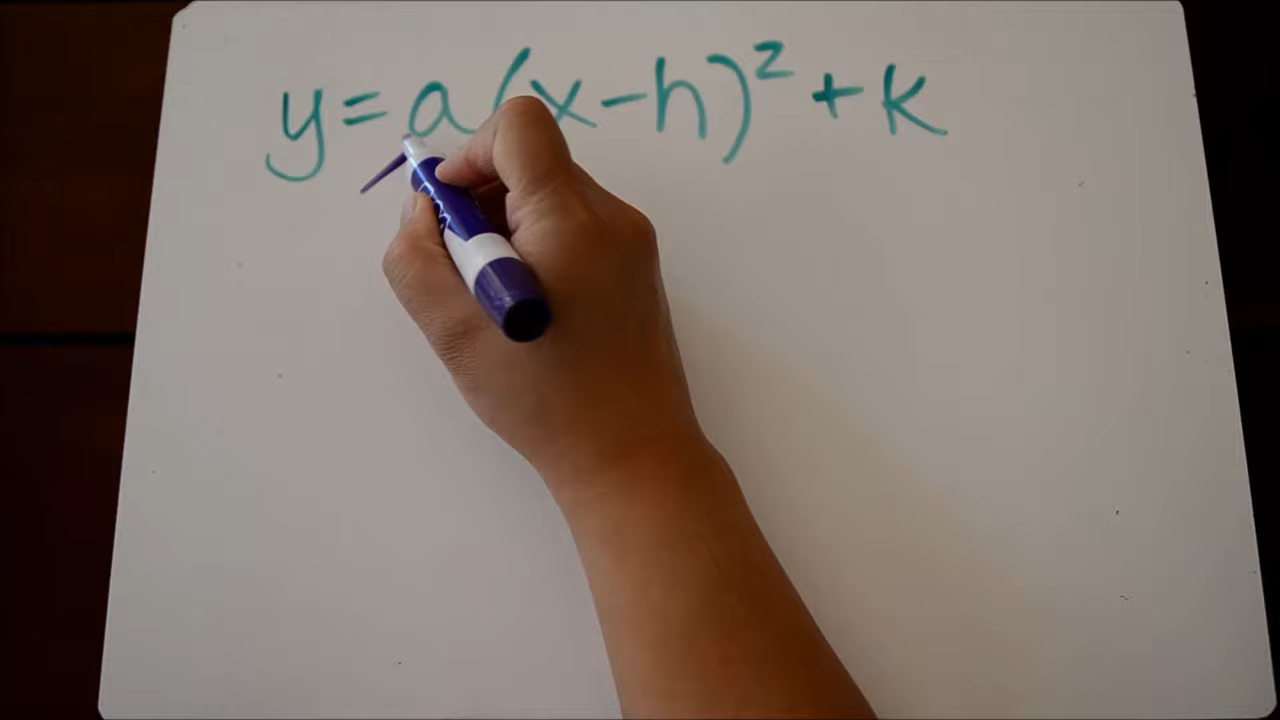 y = a(x-h)² + k